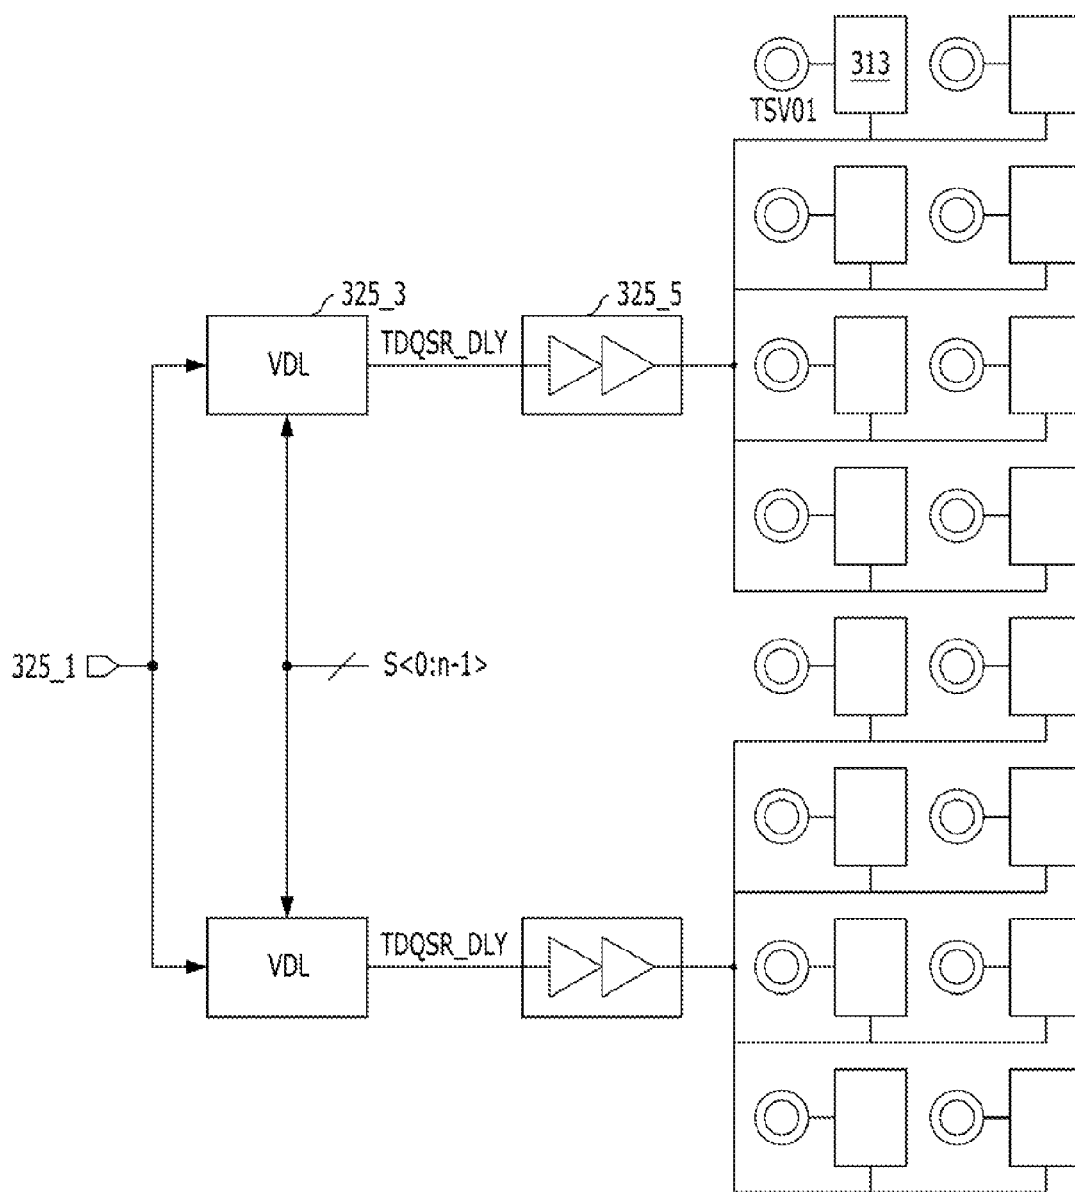 313
TSV01
325_3
325_5
VDL
TDQSR_DLY
325_1
S<0:n-1>
VDL
TDQSR_DLY